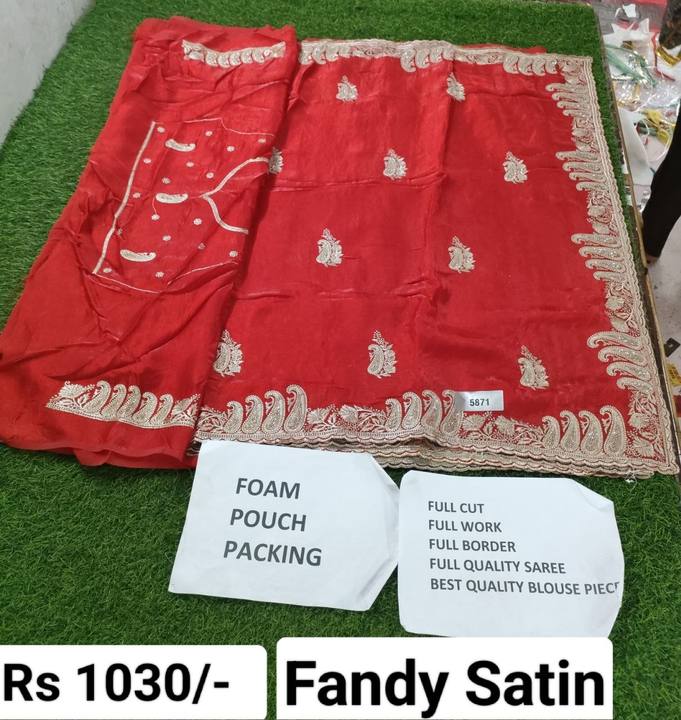 5871
FOAM
POUCH
PACKING
FULL CUT
FULL WORK
FULL BORDER
FULL QUALITY SAREE
BEST QUALITY BLOUSE PIECE
Rs 1030/-
Fandy Satin